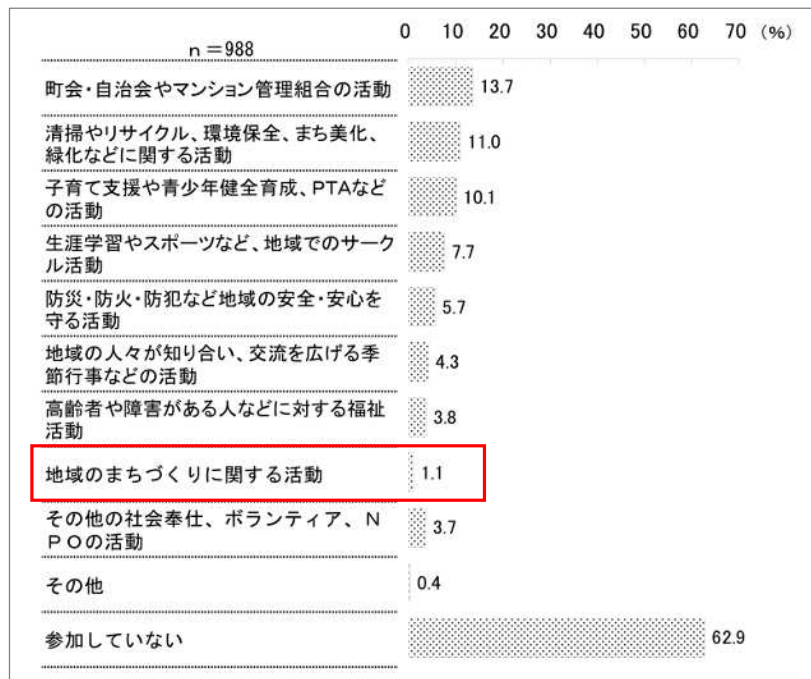 0 10 20 30 40 50 60 70 (%)
n=988
町会・自治会やマンション管理組合の活動 13.7
清掃やリサイクル、環境保全、まち美化、
緑化などに関する活動 11.0
子育て支援や青少年健全育成、PTAなど
の活動 10.1
生涯学習やスポーツなど、地域でのサーク
ル活動 7.7
防災・防火・防犯など地域の安全・安心を
守る活動 5.7
地域の人々が知り合い、交流を広げる季
節行事などの活動 4.3
高齢者や障害がある人などに対する福祉
活動 3.8
地域のまちづくりに関する活動 1.1
その他の社会奉仕、ボランティア、N
POの活動 3.7
その他 0.4
参加していない 62.9